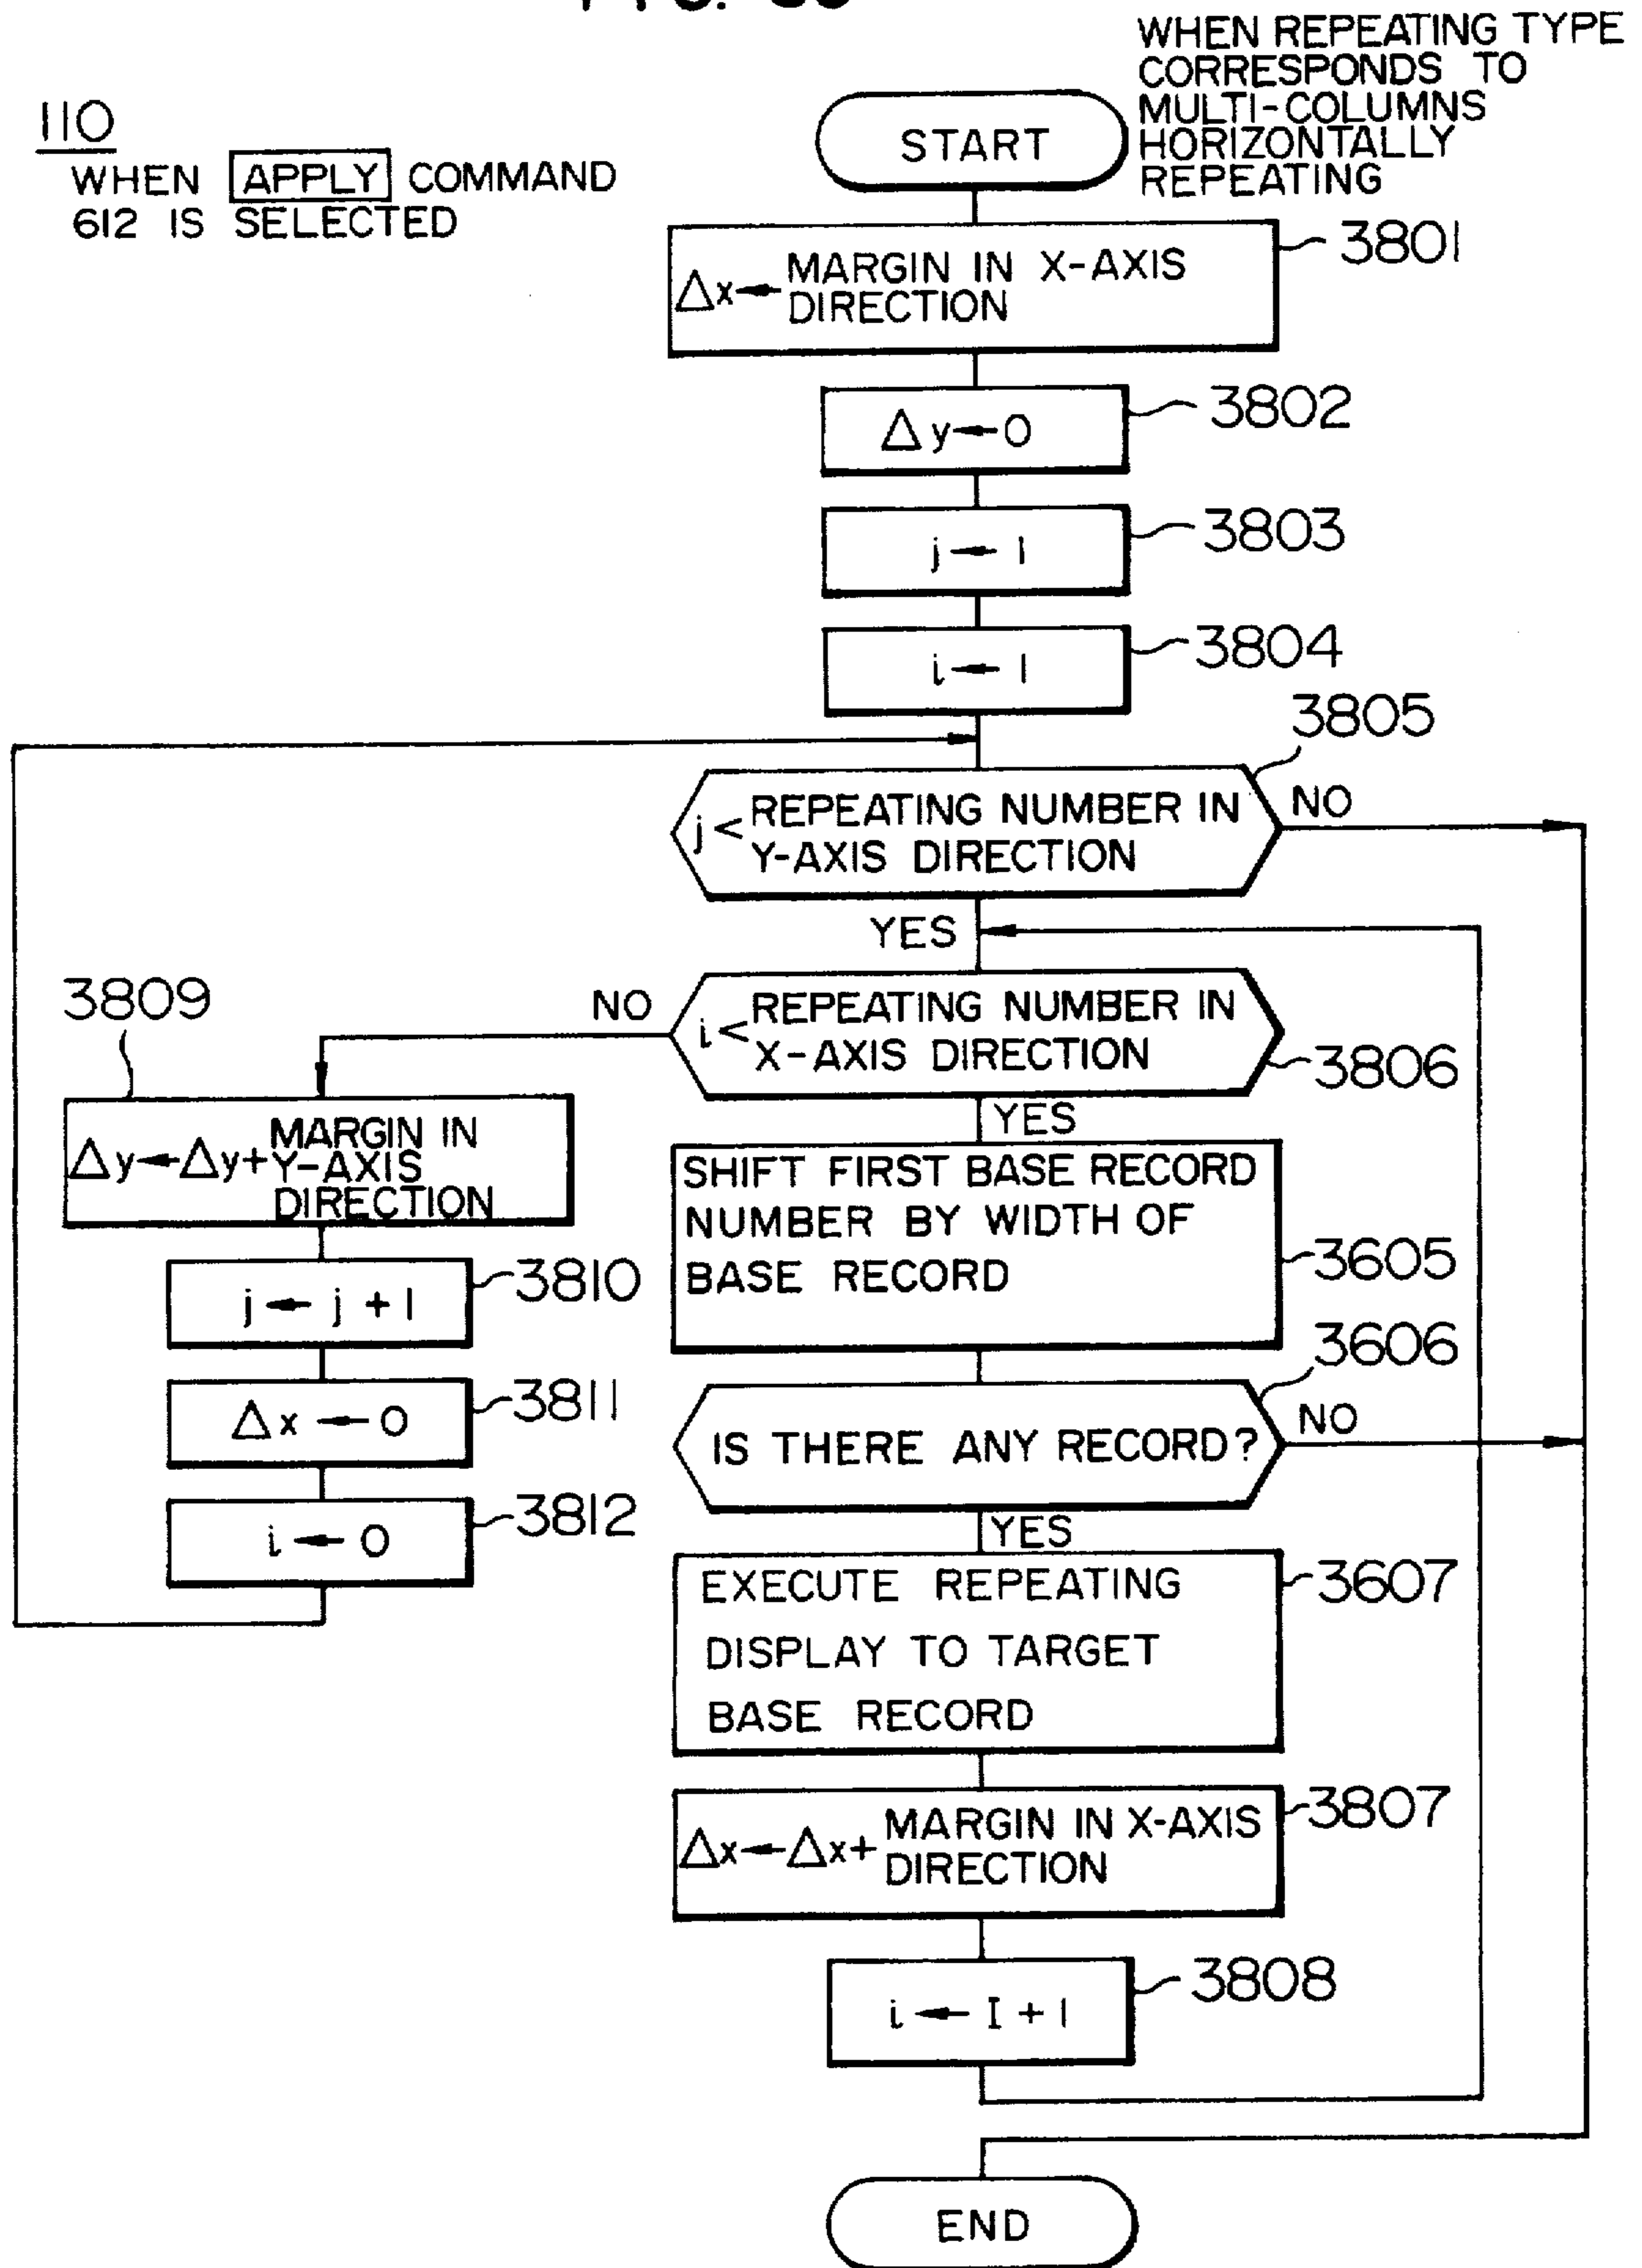 110
WHEN APPLY COMMAND
612 IS SELECTED
WHEN REPEATING TYPE
CORRESPONDS TO
MULTI-COLUMNS
HORIZONTALLY
REPEATING
START
Δx← MARGIN IN X-AXIS
DIRECTION
3801
Δy←0
3802
j ← 1
3803
i ← 1
3804
3805
j < REPEATING NUMBER IN
Y-AXIS DIRECTION
NO
YES
i < REPEATING NUMBER IN
X-AXIS DIRECTION
3806
NO
YES
3809
Δy←Δy+ MARGIN IN
Y-AXIS
DIRECTION
j ← j + 1
3810
Δx ← 0
3811
i ← 0
3812
SHIFT FIRST BASE RECORD
NUMBER BY WIDTH OF
BASE RECORD
3605
3606
IS THERE ANY RECORD?
NO
YES
EXECUTE REPEATING
DISPLAY TO TARGET
BASE RECORD
3607
Δx←Δx+ MARGIN IN X-AXIS
DIRECTION
3807
i ← I + 1
3808
END